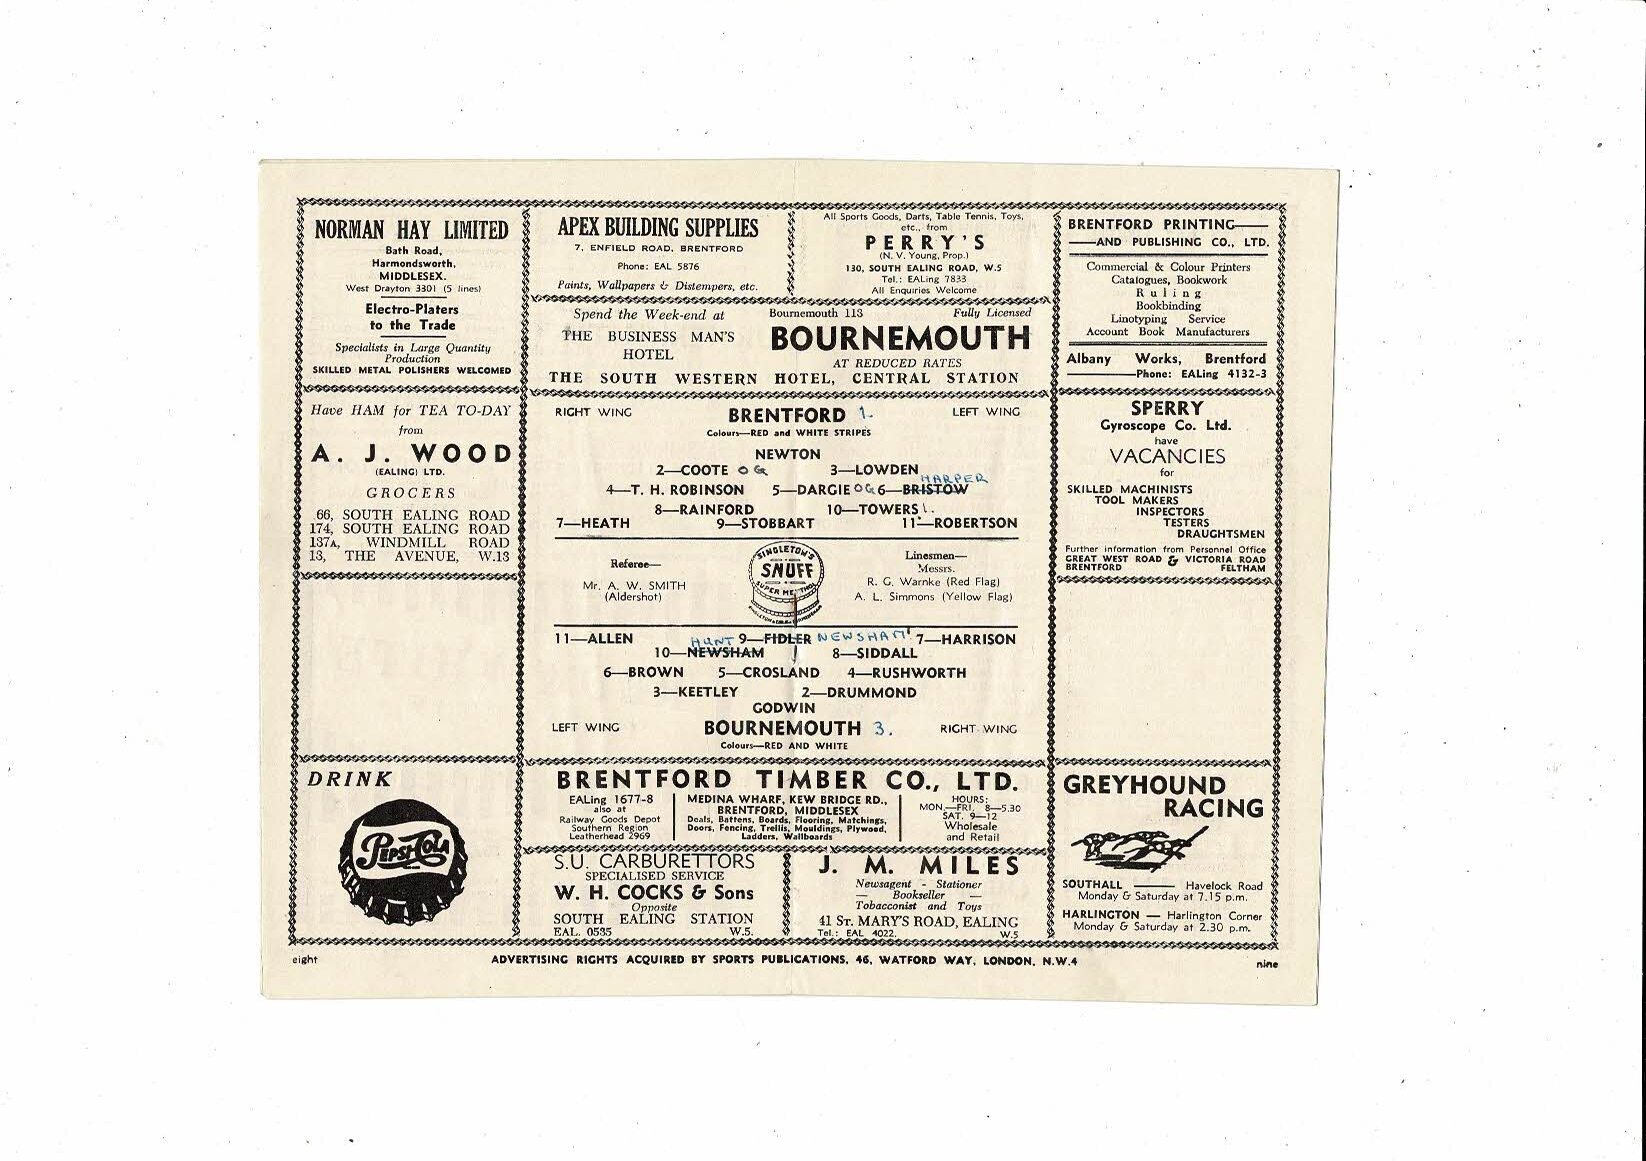 NORMAN HAY LIMITED
Bath Road,
Harmondsworth,
MIDDLESEX.
West Drayton 3301 (5 lines)
Electro-Platers
to the Trade
Specialists in Large Quantity
Production
SKILLED METAL POLISHERS WELCOMED
APEX BUILDING SUPPLIES
7, ENFIELD ROAD, BRENTFORD
Phone: EAL 5876
Paints, Wallpapers & Distempers, etc.
All Sports Goods, Darts, Table Tennis, Toys,
etc., from
PERRY'S
(N. V. Young, Prop.)
130, SOUTH EALING ROAD, W.5
Tel.: EALing 7833
All Enquiries Welcome
BRENTFORD PRINTING—
—AND PUBLISHING CO., LTD.
Commercial & Colour Printers
Catalogues, Bookwork
Ruling
Bookbinding
Linotyping Service
Account Book Manufacturers
Albany Works, Brentford
—Phone: EALing 4132-3
Spend the Week-end at
THE BUSINESS MAN'S
HOTEL
Bournemouth 113 Fully Licensed
BOURNEMOUTH
AT REDUCED RATES
THE SOUTH WESTERN HOTEL, CENTRAL STATION
Have HAM for TEA TO-DAY
from
A. J. WOOD
(EALING) LTD.
GROCERS
66, SOUTH EALING ROAD
174, SOUTH EALING ROAD
137A, WINDMILL ROAD
13, THE AVENUE, W.13
RIGHT WING BRENTFORD 1. LEFT WING
Colours—RED and WHITE STRIPES
NEWTON
2—COOTE OG 3—LOWDEN
HARPER
4—T. H. ROBINSON 5—DARGIE OG 6—BRISTOW
8—RAINFORD 10—TOWERS 1.
7—HEATH 9—STOBBART 11—ROBERTSON
Referee—
Mr. A. W. SMITH
(Aldershot)
SINGLETON'S
SNUFF
SUPER MENTHOL
Linesmen—
Messrs.
R. G. Warnke (Red Flag)
A. L. Simmons (Yellow Flag)
11—ALLEN HUNT 9—FIDLER NEWSHAM 1 7—HARRISON
10—NEWSHAM 8—SIDDALL
6—BROWN 5—CROSLAND 4—RUSHWORTH
3—KEETLEY 2—DRUMMOND
GODWIN
LEFT WING BOURNEMOUTH 3. RIGHT WING
Colours—RED AND WHITE
SPERRY
Gyroscope Co. Ltd.
have
VACANCIES
for
SKILLED MACHINISTS
TOOL MAKERS
INSPECTORS
TESTERS
DRAUGHTSMEN
Further information from Personnel Office
GREAT WEST ROAD & VICTORIA ROAD
BRENTFORD FELTHAM
DRINK
PEPSI-COLA
BRENTFORD TIMBER CO., LTD.
EALing 1677-8
also at
Railway Goods Depot
Southern Region
Leatherhead 2969
MEDINA WHARF, KEW BRIDGE RD.,
BRENTFORD, MIDDLESEX
Deals, Battens, Boards, Flooring, Matchings,
Doors, Fencing, Trellis, Mouldings, Plywood,
Ladders, Wallboards
HOURS:
MON.—FRI. 8—5.30
SAT. 9—12
Wholesale
and Retail
S.U. CARBURETTORS
SPECIALISED SERVICE
W. H. COCKS & Sons
Opposite
SOUTH EALING STATION
EAL. 0535 W.5.
J. M. MILES
Newsagent - Stationer
— Bookseller —
Tobacconist and Toys
41 ST. MARY'S ROAD, EALING
Tel.: EAL 4022. W.5
GREYHOUND
RACING
SOUTHALL — Havelock Road
Monday & Saturday at 7.15 p.m.
HARLINGTON — Harlington Corner
Monday & Saturday at 2.30 p.m.
eight ADVERTISING RIGHTS ACQUIRED BY SPORTS PUBLICATIONS, 46, WATFORD WAY, LONDON, N.W.4 nine